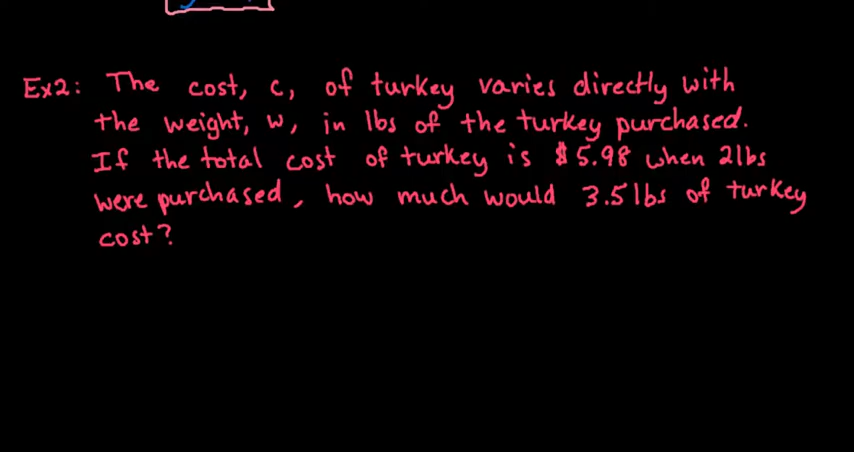 Ex2: The cost, c, of turkey varies directly with
the weight, w, in lbs of the turkey purchased.
If the total cost of turkey is $5.98 when 2lbs
were purchased, how much would 3.5lbs of turkey
cost?